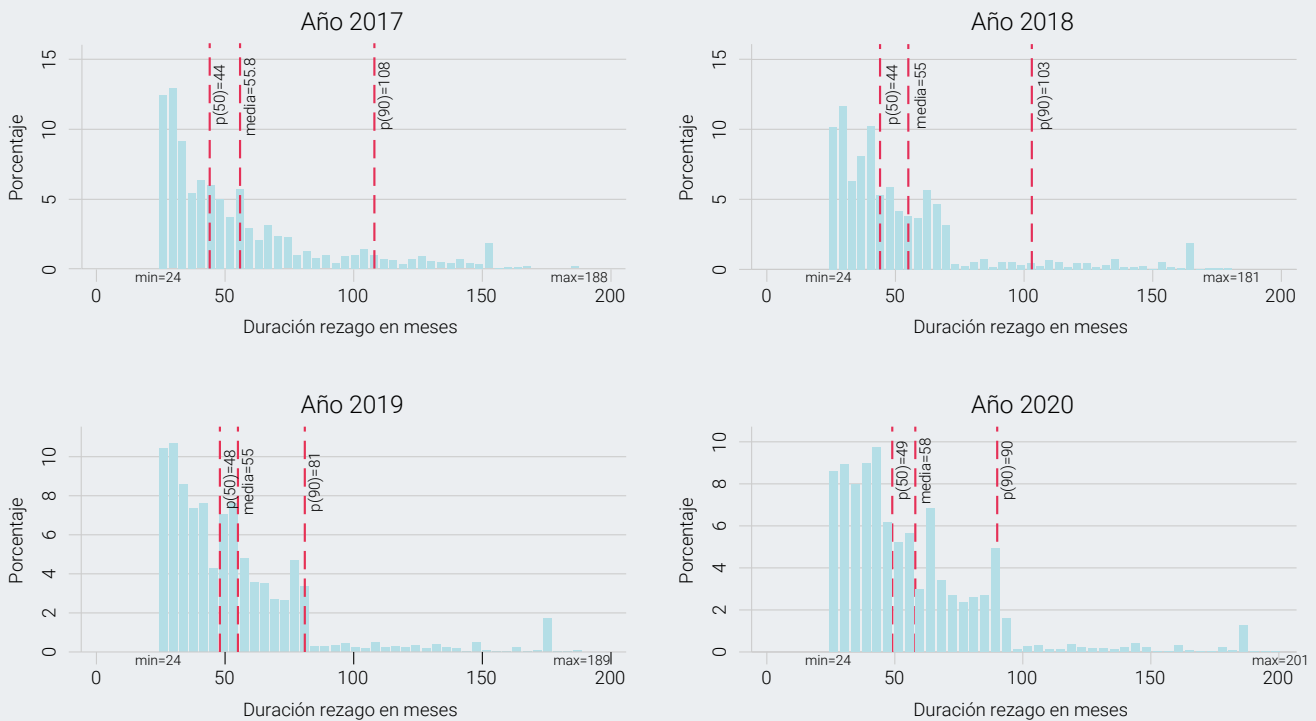 Año 2017
Porcentaje
15
10
5
0
p(50)=44
media=55.8
p(90)=108
min=24
max=188
0 50 100 150 200
Duración rezago en meses
Año 2018
Porcentaje
15
10
5
0
p(50)=44
media=55
p(90)=103
min=24
max=181
0 50 100 150 200
Duración rezago en meses
Año 2019
Porcentaje
10
8
6
4
2
0
p(50)=48
media=55
p(90)=81
min=24
max=189
0 50 100 150 200
Duración rezago en meses
Año 2020
Porcentaje
10
8
6
4
2
0
p(50)=49
media=58
p(90)=90
min=24
max=201
0 50 100 150 200
Duración rezago en meses